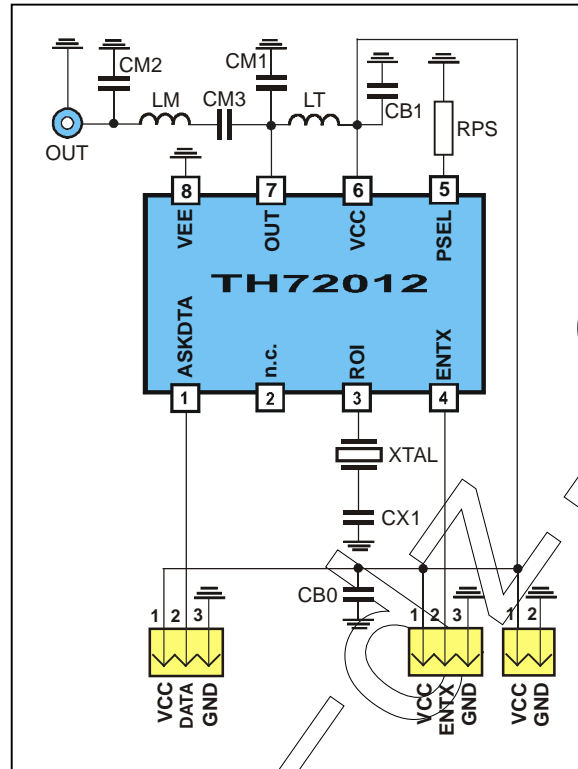 CM2
CM1
LM
CM3
LT
CB1
RPS
OUT
8
7
6
5
VEE
OUT
VCC
PSEL
TH72012
ASKDTA
n.c.
ROI
ENTX
1
2
3
4
XTAL
CX1
CB0
1 2 3
1 2 3
1 2
VCC
DATA
GND
VCC
ENTX
GND
VCC
GND